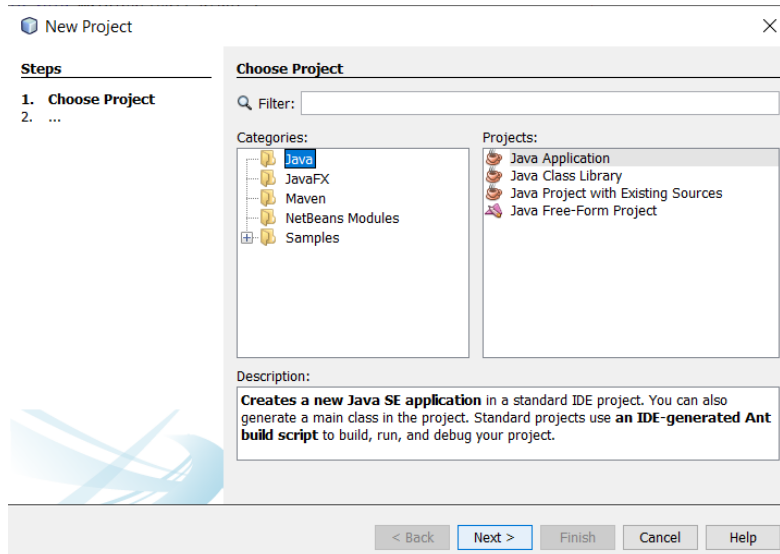 New Project
Steps
1. Choose Project
2. ...
Choose Project
Filter:
Categories:
Java
JavaFX
Maven
NetBeans Modules
Samples
Projects:
Java Application
Java Class Library
Java Project with Existing Sources
Java Free-Form Project
Description:
Creates a new Java SE application in a standard IDE project. You can also
generate a main class in the project. Standard projects use an IDE-generated Ant
build script to build, run, and debug your project.
< Back Next > Finish Cancel Help